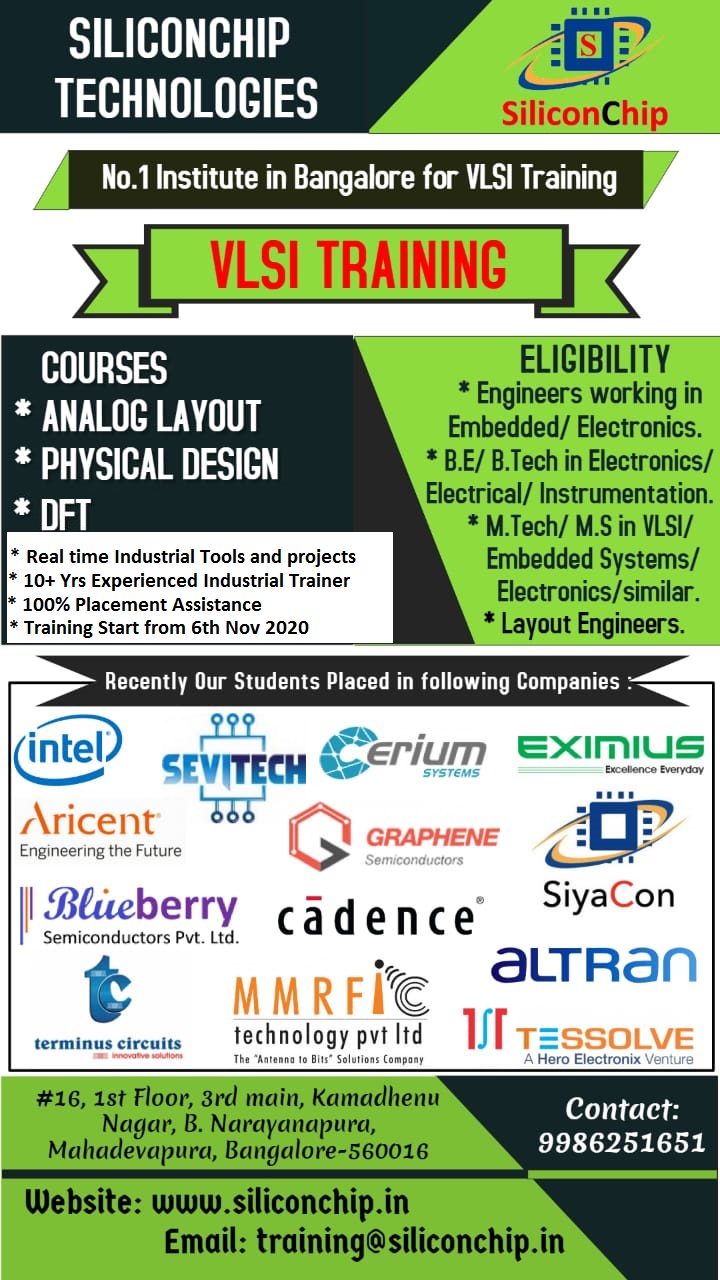 SILICONCHIP
TECHNOLOGIES
S
SiliconChip
No.1 Institute in Bangalore for VLSI Training
VLSI TRAINING
COURSES
* ANALOG LAYOUT
* PHYSICAL DESIGN
* DFT
* Real time Industrial Tools and projects
* 10+ Yrs Experienced Industrial Trainer
* 100% Placement Assistance
* Training Start from 6th Nov 2020
ELIGIBILITY
* Engineers working in
Embedded/ Electronics.
* B.E/ B.Tech in Electronics/
Electrical/ Instrumentation.
* M.Tech/ M.S in VLSI/
Embedded Systems/
Electronics/similar.
* Layout Engineers.
Recently Our Students Placed in following Companies :
intel
SEVITECH
Cerium
SYSTEMS
EXIMIUS
Excellence Everyday
Aricent
Engineering the Future
GRAPHENE
Semiconductors
SiyaCon
Blueberry
Semiconductors Pvt. Ltd.
cādence®
ALTRAN
tc
terminus circuits
innovative solutions
MMRFIC
technology pvt ltd
The "Antenna to Bits" Solutions Company
TESSOLVE
A Hero Electronix Venture
#16, 1st Floor, 3rd main, Kamadhenu
Nagar, B. Narayanapura,
Mahadevapura, Bangalore-560016
Contact:
9986251651
Website: www.siliconchip.in
Email: training@siliconchip.in